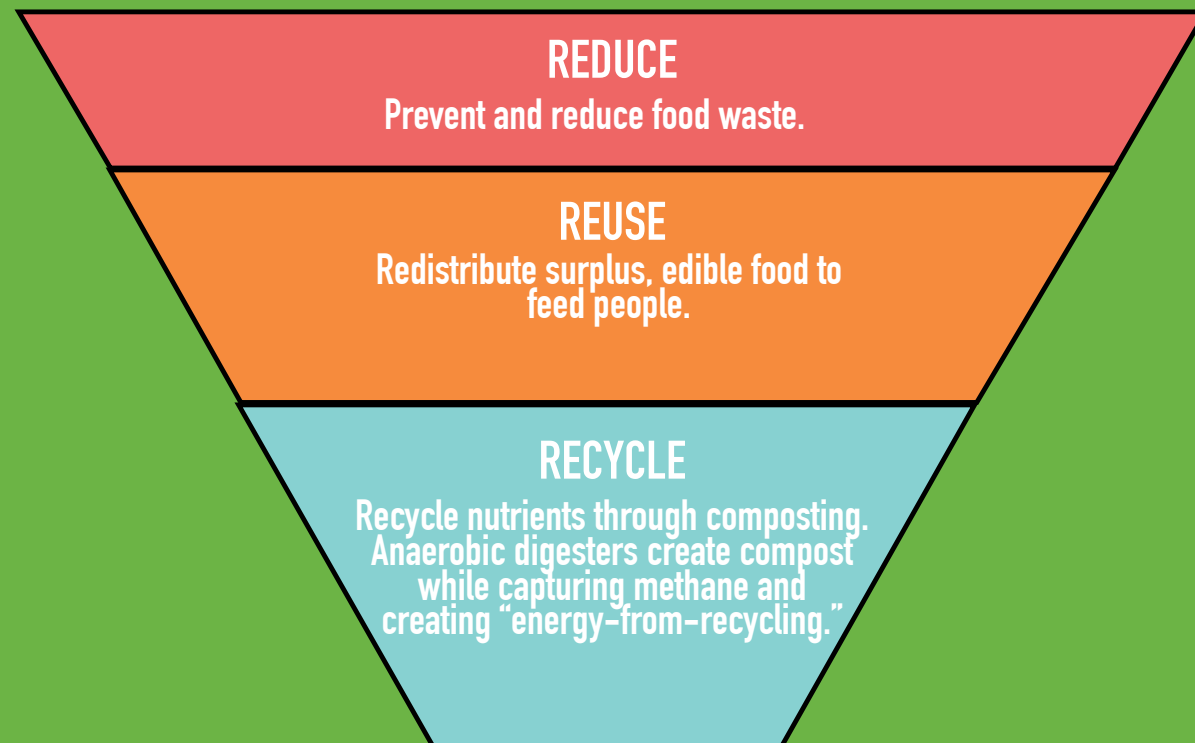 REDUCE
Prevent and reduce food waste.
REUSE
Redistribute surplus, edible food to
feed people.
RECYCLE
Recycle nutrients through composting.
Anaerobic digesters create compost
while capturing methane and
creating “energy-from-recycling.”